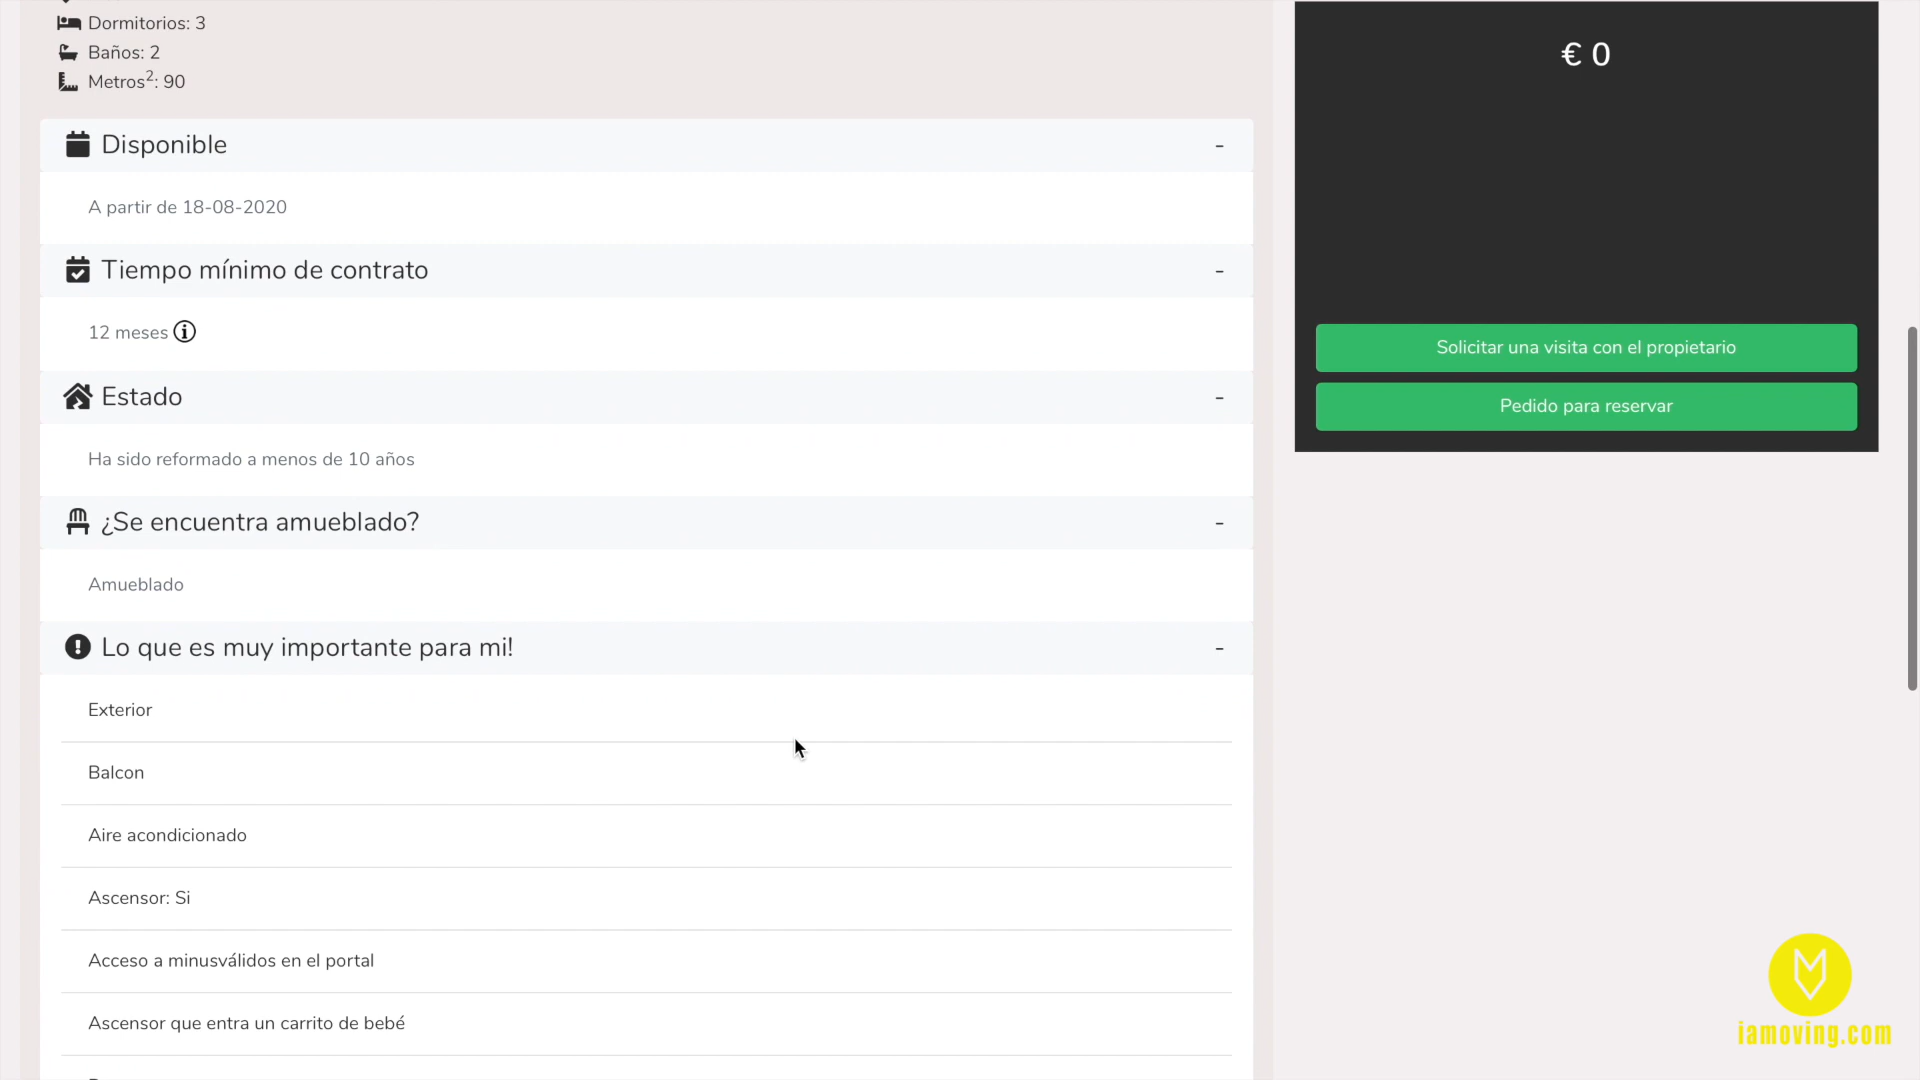 Dormitorios: 3
Baños: 2
Metros²: 90
Disponible -
A partir de 18-08-2020
Tiempo mínimo de contrato -
12 meses
Estado -
Ha sido reformado a menos de 10 años
¿Se encuentra amueblado? -
Amueblado
Lo que es muy importante para mi! -
Exterior
Balcon
Aire acondicionado
Ascensor: Si
Acceso a minusválidos en el portal
Ascensor que entra un carrito de bebé
€ 0
Solicitar una visita con el propietario
Pedido para reservar
iamoving.com